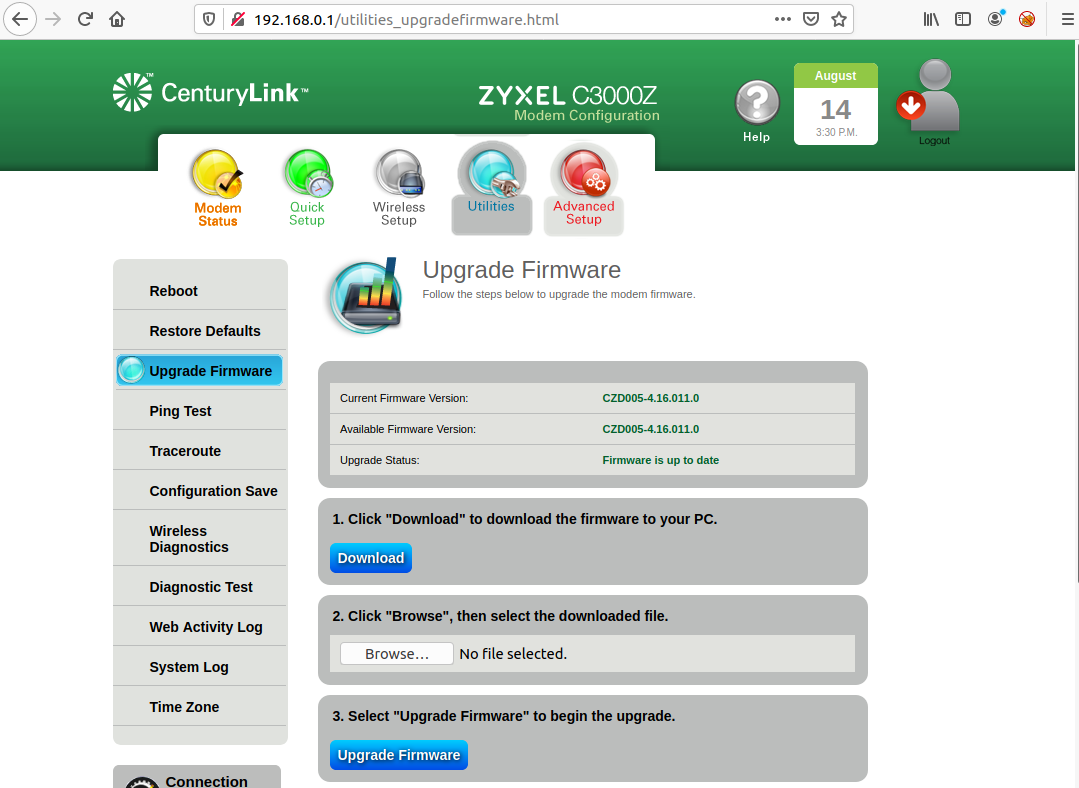 192.168.0.1/utilities_upgradefirmware.html
CenturyLink™
ZYXEL C3000Z
Modem Configuration
Help
August
14
3:30 P.M.
Logout
Modem
Status
Quick
Setup
Wireless
Setup
Utilities
Advanced
Setup
Reboot
Restore Defaults
Upgrade Firmware
Ping Test
Traceroute
Configuration Save
Wireless
Diagnostics
Diagnostic Test
Web Activity Log
System Log
Time Zone
Connection
Upgrade Firmware
Follow the steps below to upgrade the modem firmware.
Current Firmware Version: CZD005-4.16.011.0
Available Firmware Version: CZD005-4.16.011.0
Upgrade Status: Firmware is up to date
1. Click "Download" to download the firmware to your PC.
Download
2. Click "Browse", then select the downloaded file.
Browse... No file selected.
3. Select "Upgrade Firmware" to begin the upgrade.
Upgrade Firmware